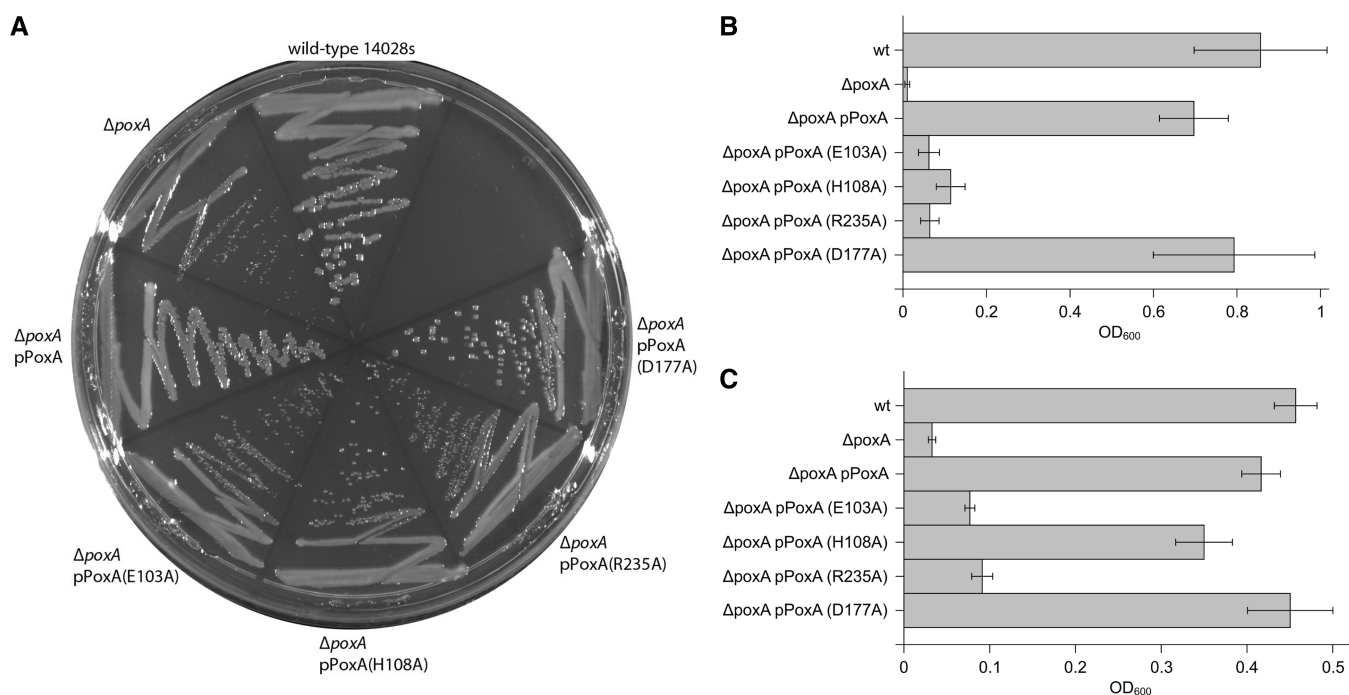 A
wild-type 14028s
ΔpoxA
ΔpoxA
pPoxA
ΔpoxA
pPoxA
(D177A)
ΔpoxA
pPoxA(E103A)
ΔpoxA
pPoxA(R235A)
ΔpoxA
pPoxA(H108A)
B
wt
ΔpoxA
ΔpoxA pPoxA
ΔpoxA pPoxA (E103A)
ΔpoxA pPoxA (H108A)
ΔpoxA pPoxA (R235A)
ΔpoxA pPoxA (D177A)
0 0.2 0.4 0.6 0.8 1
OD600
C
wt
ΔpoxA
ΔpoxA pPoxA
ΔpoxA pPoxA (E103A)
ΔpoxA pPoxA (H108A)
ΔpoxA pPoxA (R235A)
ΔpoxA pPoxA (D177A)
0 0.1 0.2 0.3 0.4 0.5
OD600